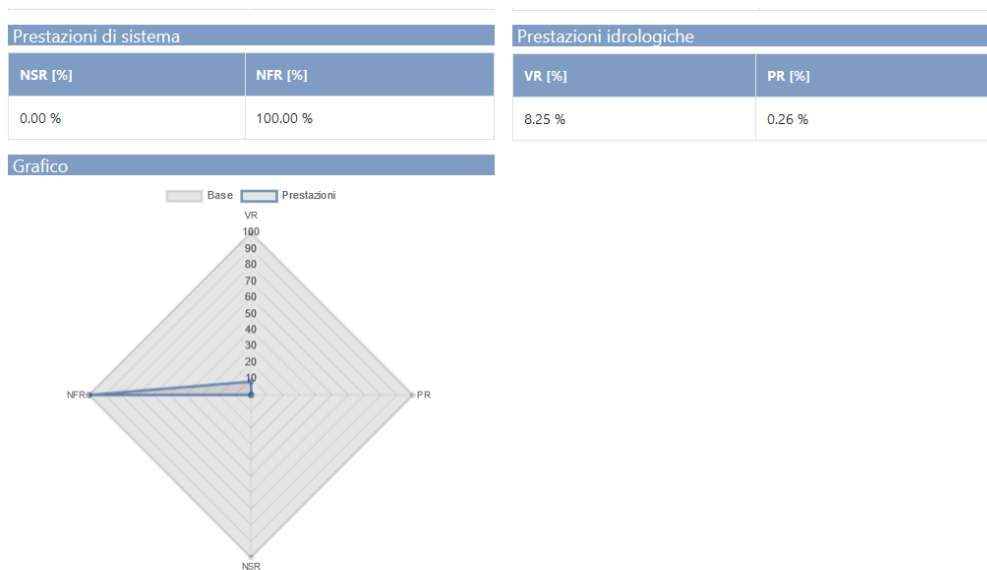 Prestazioni di sistema
NSR [%] NFR [%]
0.00 % 100.00 %
Prestazioni idrologiche
VR [%] PR [%]
8.25 % 0.26 %
Grafico
Base Prestazioni
VR
100
90
80
70
60
50
40
30
20
10
NFR PR
NSR